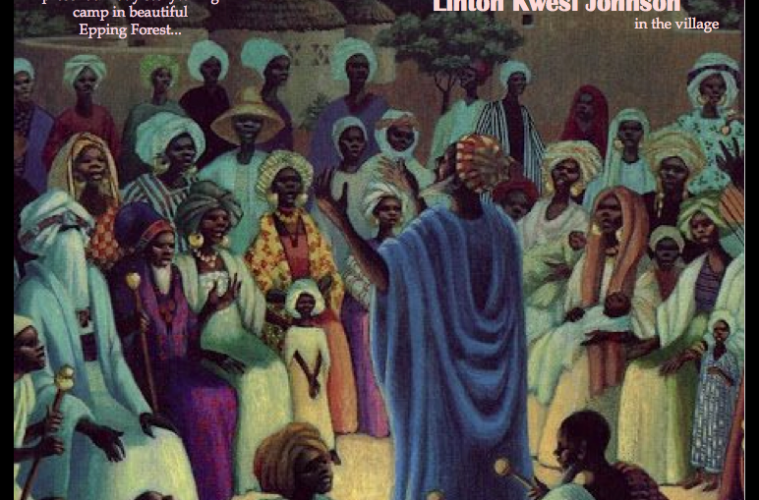 camp in beautiful
Epping Forest...
Linton Kwesi Johnson
in the village